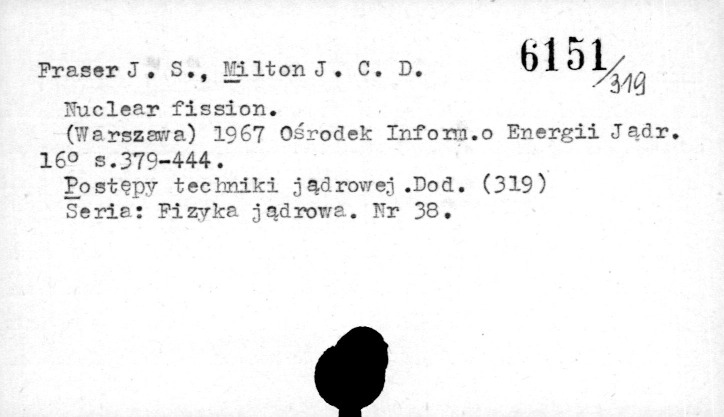 Fraser J. S., Milton J. C. D.
6151/319
Nuclear fission.
(Warszawa) 1967 Ośrodek Inform.o Energii Jądr.
16° s.379-444.
Postępy techniki jądrowej.Dod. (319)
Seria: Fizyka jądrowa. Nr 38.